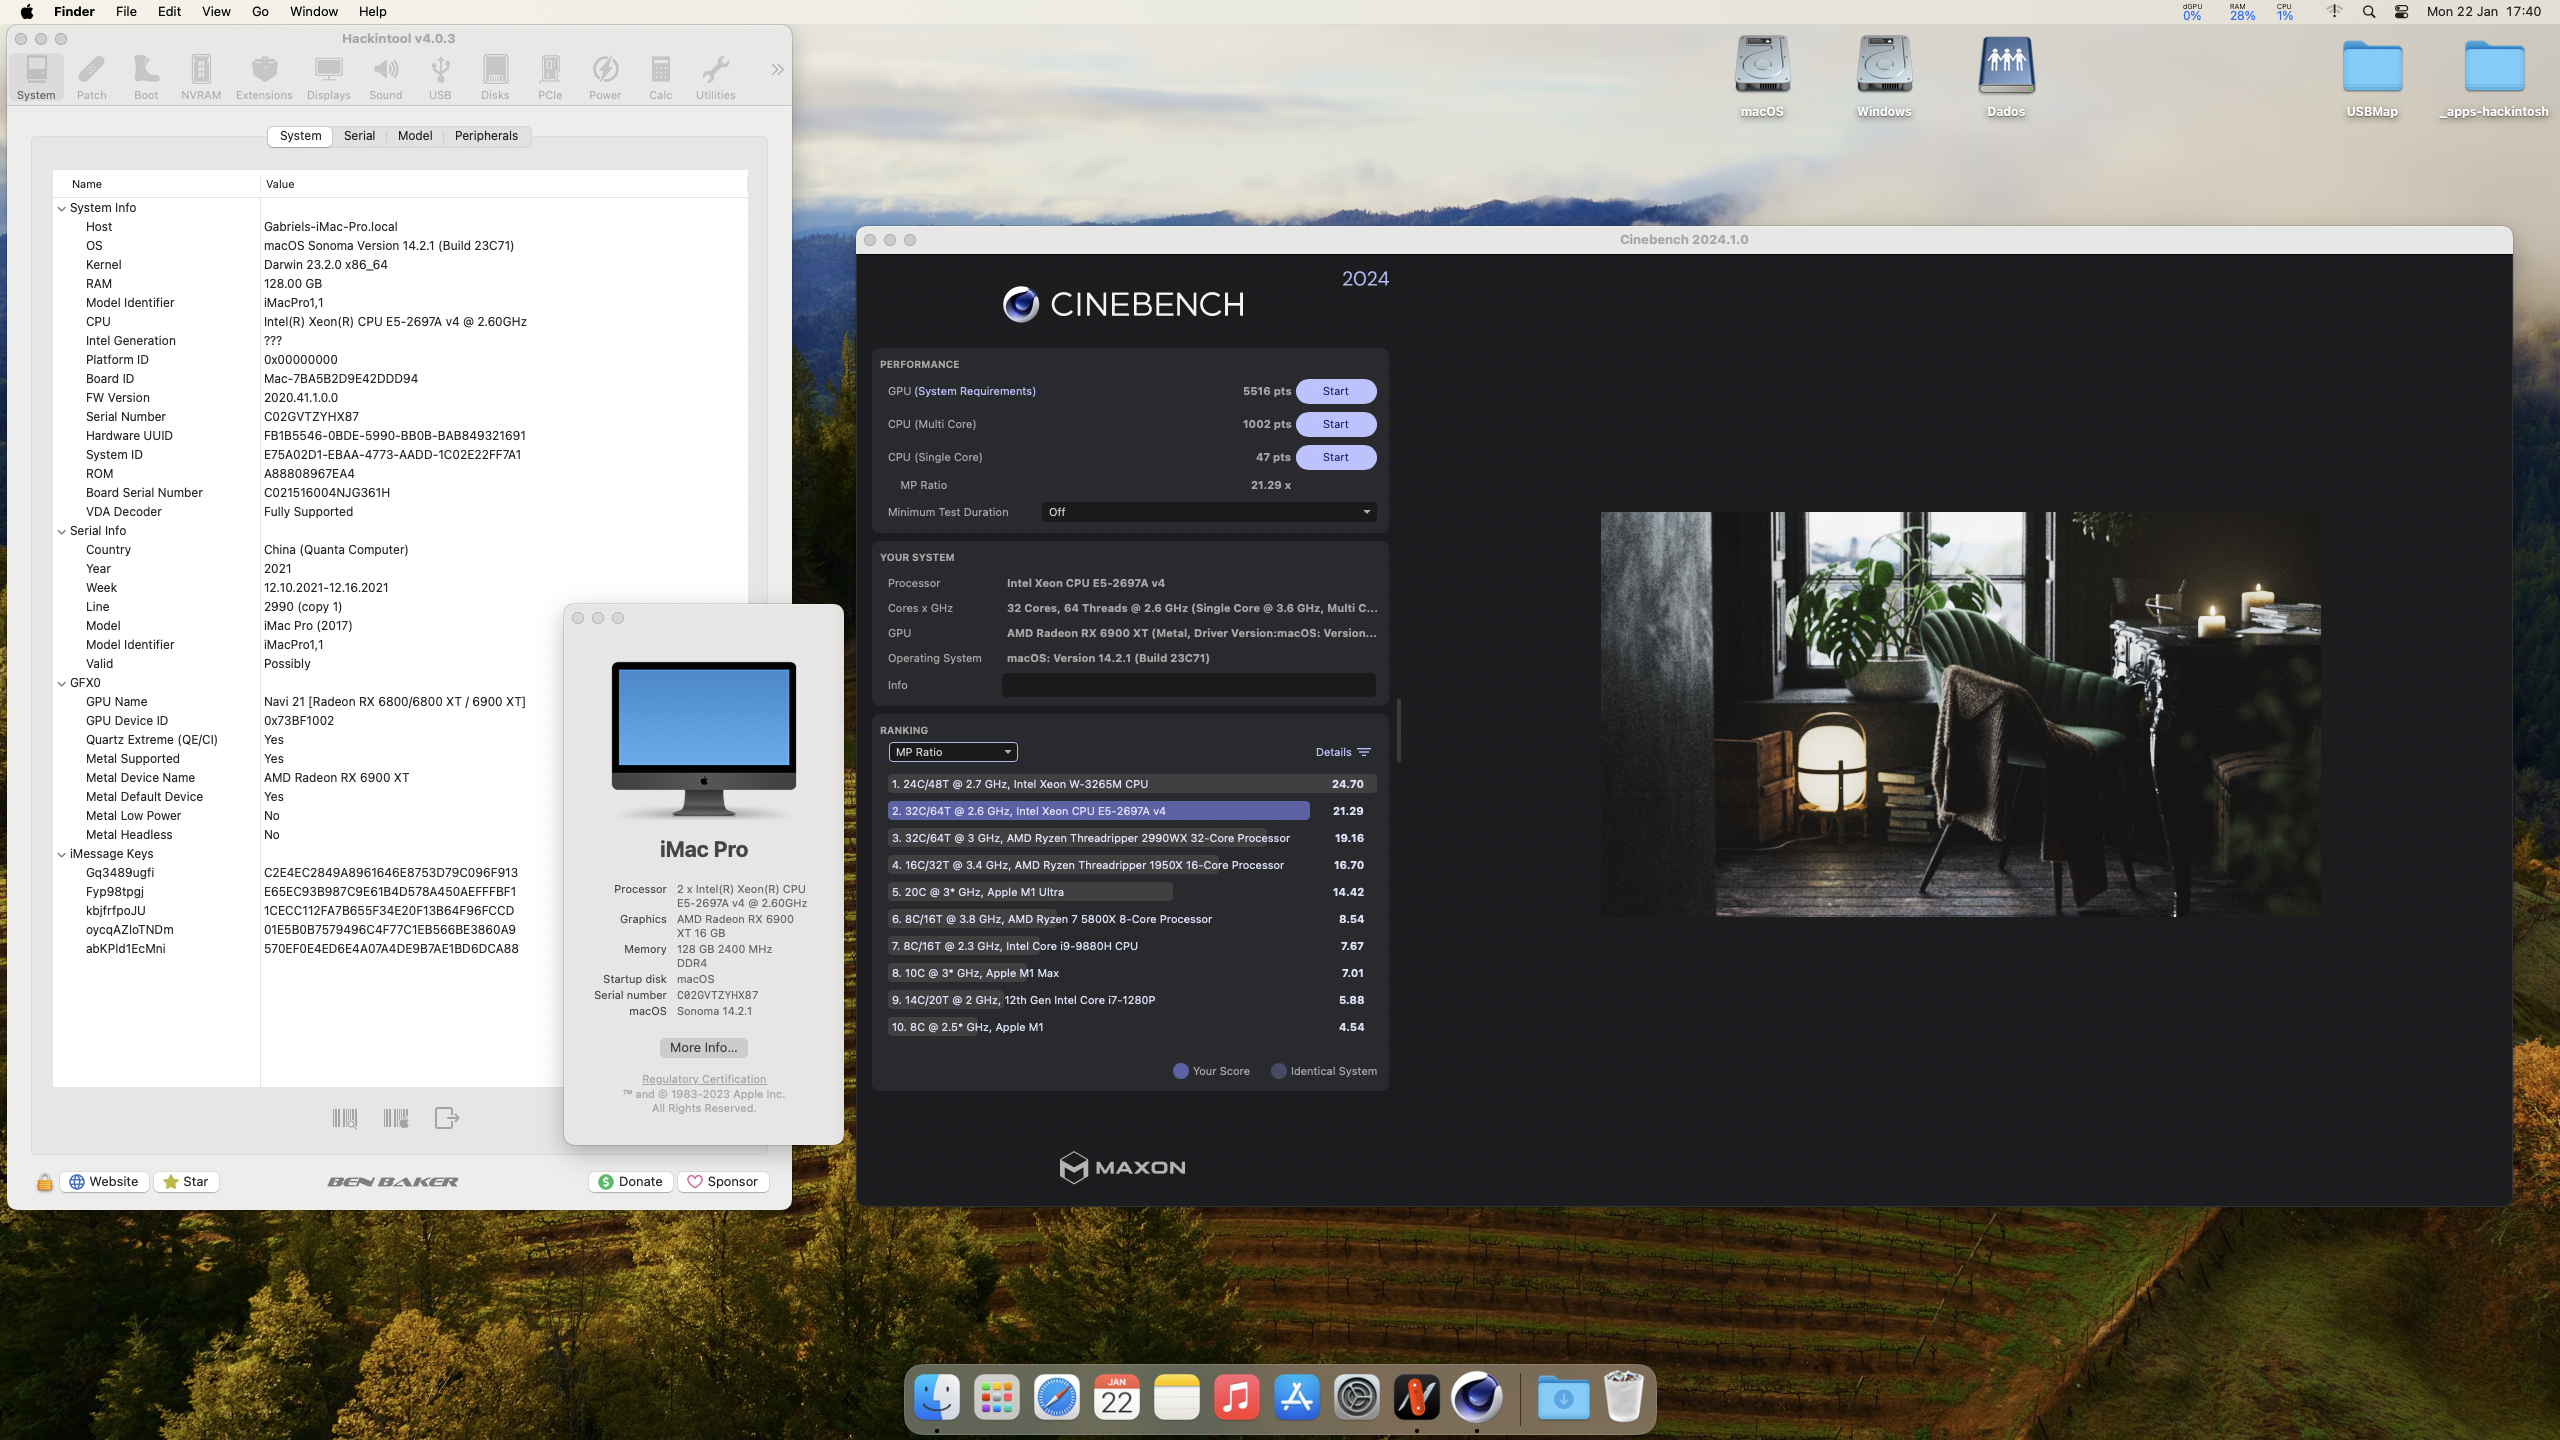 Finder File Edit View Go Window Help
dGPU 0% RAM 28% CPU 1% Mon 22 Jan 17:40
Hackintool v4.0.3
System Patch Boot NVRAM Extensions Displays Sound USB Disks PCIe Power Calc Utilities
System Serial Model Peripherals
Name Value
System Info
Host Gabriels-iMac-Pro.local
OS macOS Sonoma Version 14.2.1 (Build 23C71)
Kernel Darwin 23.2.0 x86_64
RAM 128.00 GB
Model Identifier iMacPro1,1
CPU Intel(R) Xeon(R) CPU E5-2697A v4 @ 2.60GHz
Intel Generation ???
Platform ID 0x00000000
Board ID Mac-7BA5B2D9E42DDD94
FW Version 2020.41.1.0.0
Serial Number C02GVTZYHX87
Hardware UUID FB1B5546-0BDE-5990-BB0B-BAB849321691
System ID E75A02D1-EBAA-4773-AADD-1C02E22FF7A1
ROM A88808967EA4
Board Serial Number C021516004NJG361H
VDA Decoder Fully Supported
Serial Info
Country China (Quanta Computer)
Year 2021
Week 12.10.2021-12.16.2021
Line 2990 (copy 1)
Model iMac Pro (2017)
Model Identifier iMacPro1,1
Valid Possibly
GFX0
GPU Name Navi 21 [Radeon RX 6800/6800 XT / 6900 XT]
GPU Device ID 0x73BF1002
Quartz Extreme (QE/CI) Yes
Metal Supported Yes
Metal Device Name AMD Radeon RX 6900 XT
Metal Default Device Yes
Metal Low Power No
Metal Headless No
iMessage Keys
Gq3489ugfi C2E4EC2849A8961646E8753D79C096F913
Fyp98tpgj E65EC93B987C9E61B4D578A450AEFFFBF1
kbjfrfpoJU 1CECC112FA7B655F34E20F13B64F96FCCD
oycqAZloTNDm 01E5B0B7579496C4F77C1EB566BE3860A9
abKPld1EcMni 570EF0E4ED6E4A07A4DE9B7AE1BD6DCA88
Website Star BEN BAKER Donate Sponsor
iMac Pro
Processor 2 x Intel(R) Xeon(R) CPU
E5-2697A v4 @ 2.60GHz
Graphics AMD Radeon RX 6900
XT 16 GB
Memory 128 GB 2400 MHz
DDR4
Startup disk macOS
Serial number C02GVTZYHX87
macOS Sonoma 14.2.1
More Info...
Regulatory Certification
™ and © 1983-2023 Apple Inc.
All Rights Reserved.
macOS Windows Dados USBMap _apps-hackintosh
Cinebench 2024.1.0
2024
CINEBENCH
PERFORMANCE
GPU (System Requirements) 5516 pts Start
CPU (Multi Core) 1002 pts Start
CPU (Single Core) 47 pts Start
MP Ratio 21.29 x
Minimum Test Duration Off
YOUR SYSTEM
Processor Intel Xeon CPU E5-2697A v4
Cores x GHz 32 Cores, 64 Threads @ 2.6 GHz (Single Core @ 3.6 GHz, Multi C...
GPU AMD Radeon RX 6900 XT (Metal, Driver Version:macOS: Version...
Operating System macOS: Version 14.2.1 (Build 23C71)
Info
RANKING
MP Ratio Details
1. 24C/48T @ 2.7 GHz, Intel Xeon W-3265M CPU 24.70
2. 32C/64T @ 2.6 GHz, Intel Xeon CPU E5-2697A v4 21.29
3. 32C/64T @ 3 GHz, AMD Ryzen Threadripper 2990WX 32-Core Processor 19.16
4. 16C/32T @ 3.4 GHz, AMD Ryzen Threadripper 1950X 16-Core Processor 16.70
5. 20C @ 3* GHz, Apple M1 Ultra 14.42
6. 8C/16T @ 3.8 GHz, AMD Ryzen 7 5800X 8-Core Processor 8.54
7. 8C/16T @ 2.3 GHz, Intel Core i9-9880H CPU 7.67
8. 10C @ 3* GHz, Apple M1 Max 7.01
9. 14C/20T @ 2 GHz, 12th Gen Intel Core i7-1280P 5.88
10. 8C @ 2.5* GHz, Apple M1 4.54
Your Score Identical System
MAXON
JAN
22